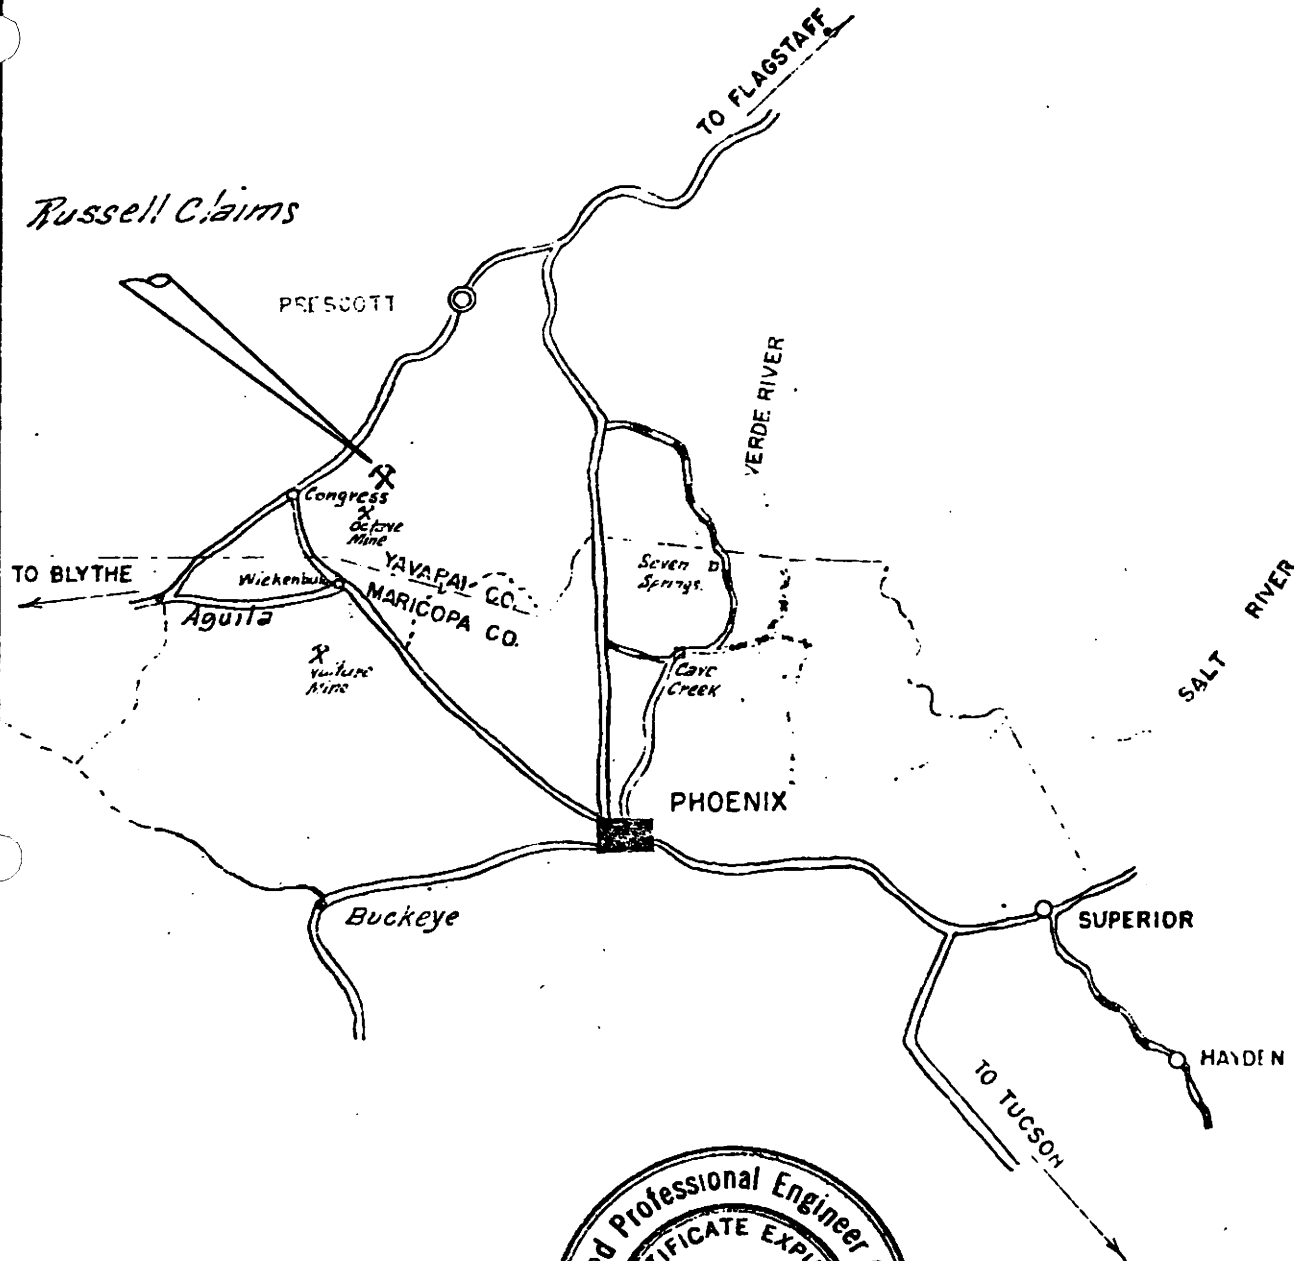 TO FLAGSTAFF
Russell Claims
PRESCOTT
VERDE RIVER
Congress
Octave
Mine
TO BLYTHE
Wickenburg
YAVAPAI CO.
MARICOPA CO.
Seven
Springs.
RIVER
SALT
Aguila
Vulture
Mine
Cave
Creek
PHOENIX
Buckeye
SUPERIOR
HAYDEN
TO TUCSON
Professional Engineer